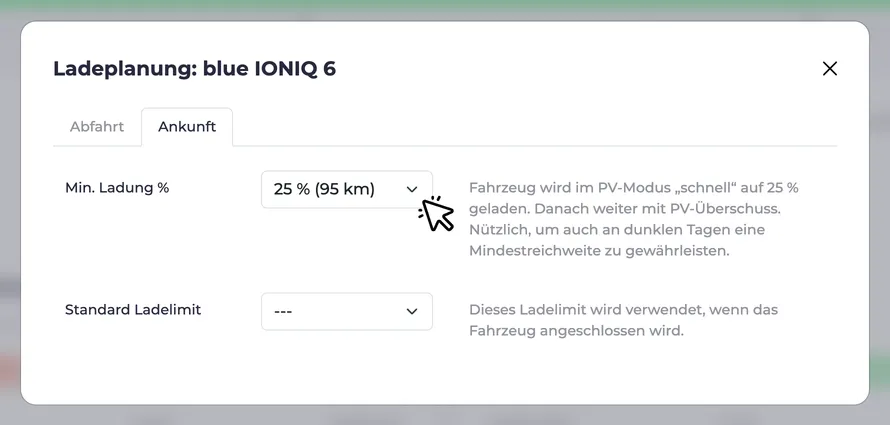 Ladeplanung: blue IONIQ 6
Abfahrt
Ankunft
Min. Ladung %
25 % (95 km)
Fahrzeug wird im PV-Modus „schnell“ auf 25 %
geladen. Danach weiter mit PV-Überschuss.
Nützlich, um auch an dunklen Tagen eine
Mindestreichweite zu gewährleisten.
Standard Ladelimit
---
Dieses Ladelimit wird verwendet, wenn das
Fahrzeug angeschlossen wird.